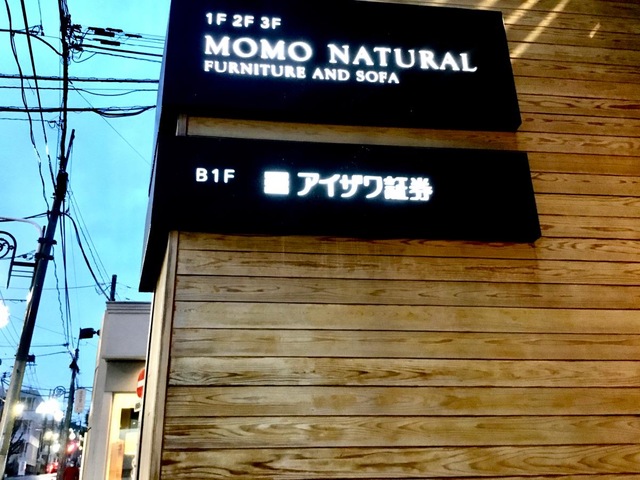 1F 2F 3F
MOMO NATURAL
FURNITURE AND SOFA
B1F アイザワ証券